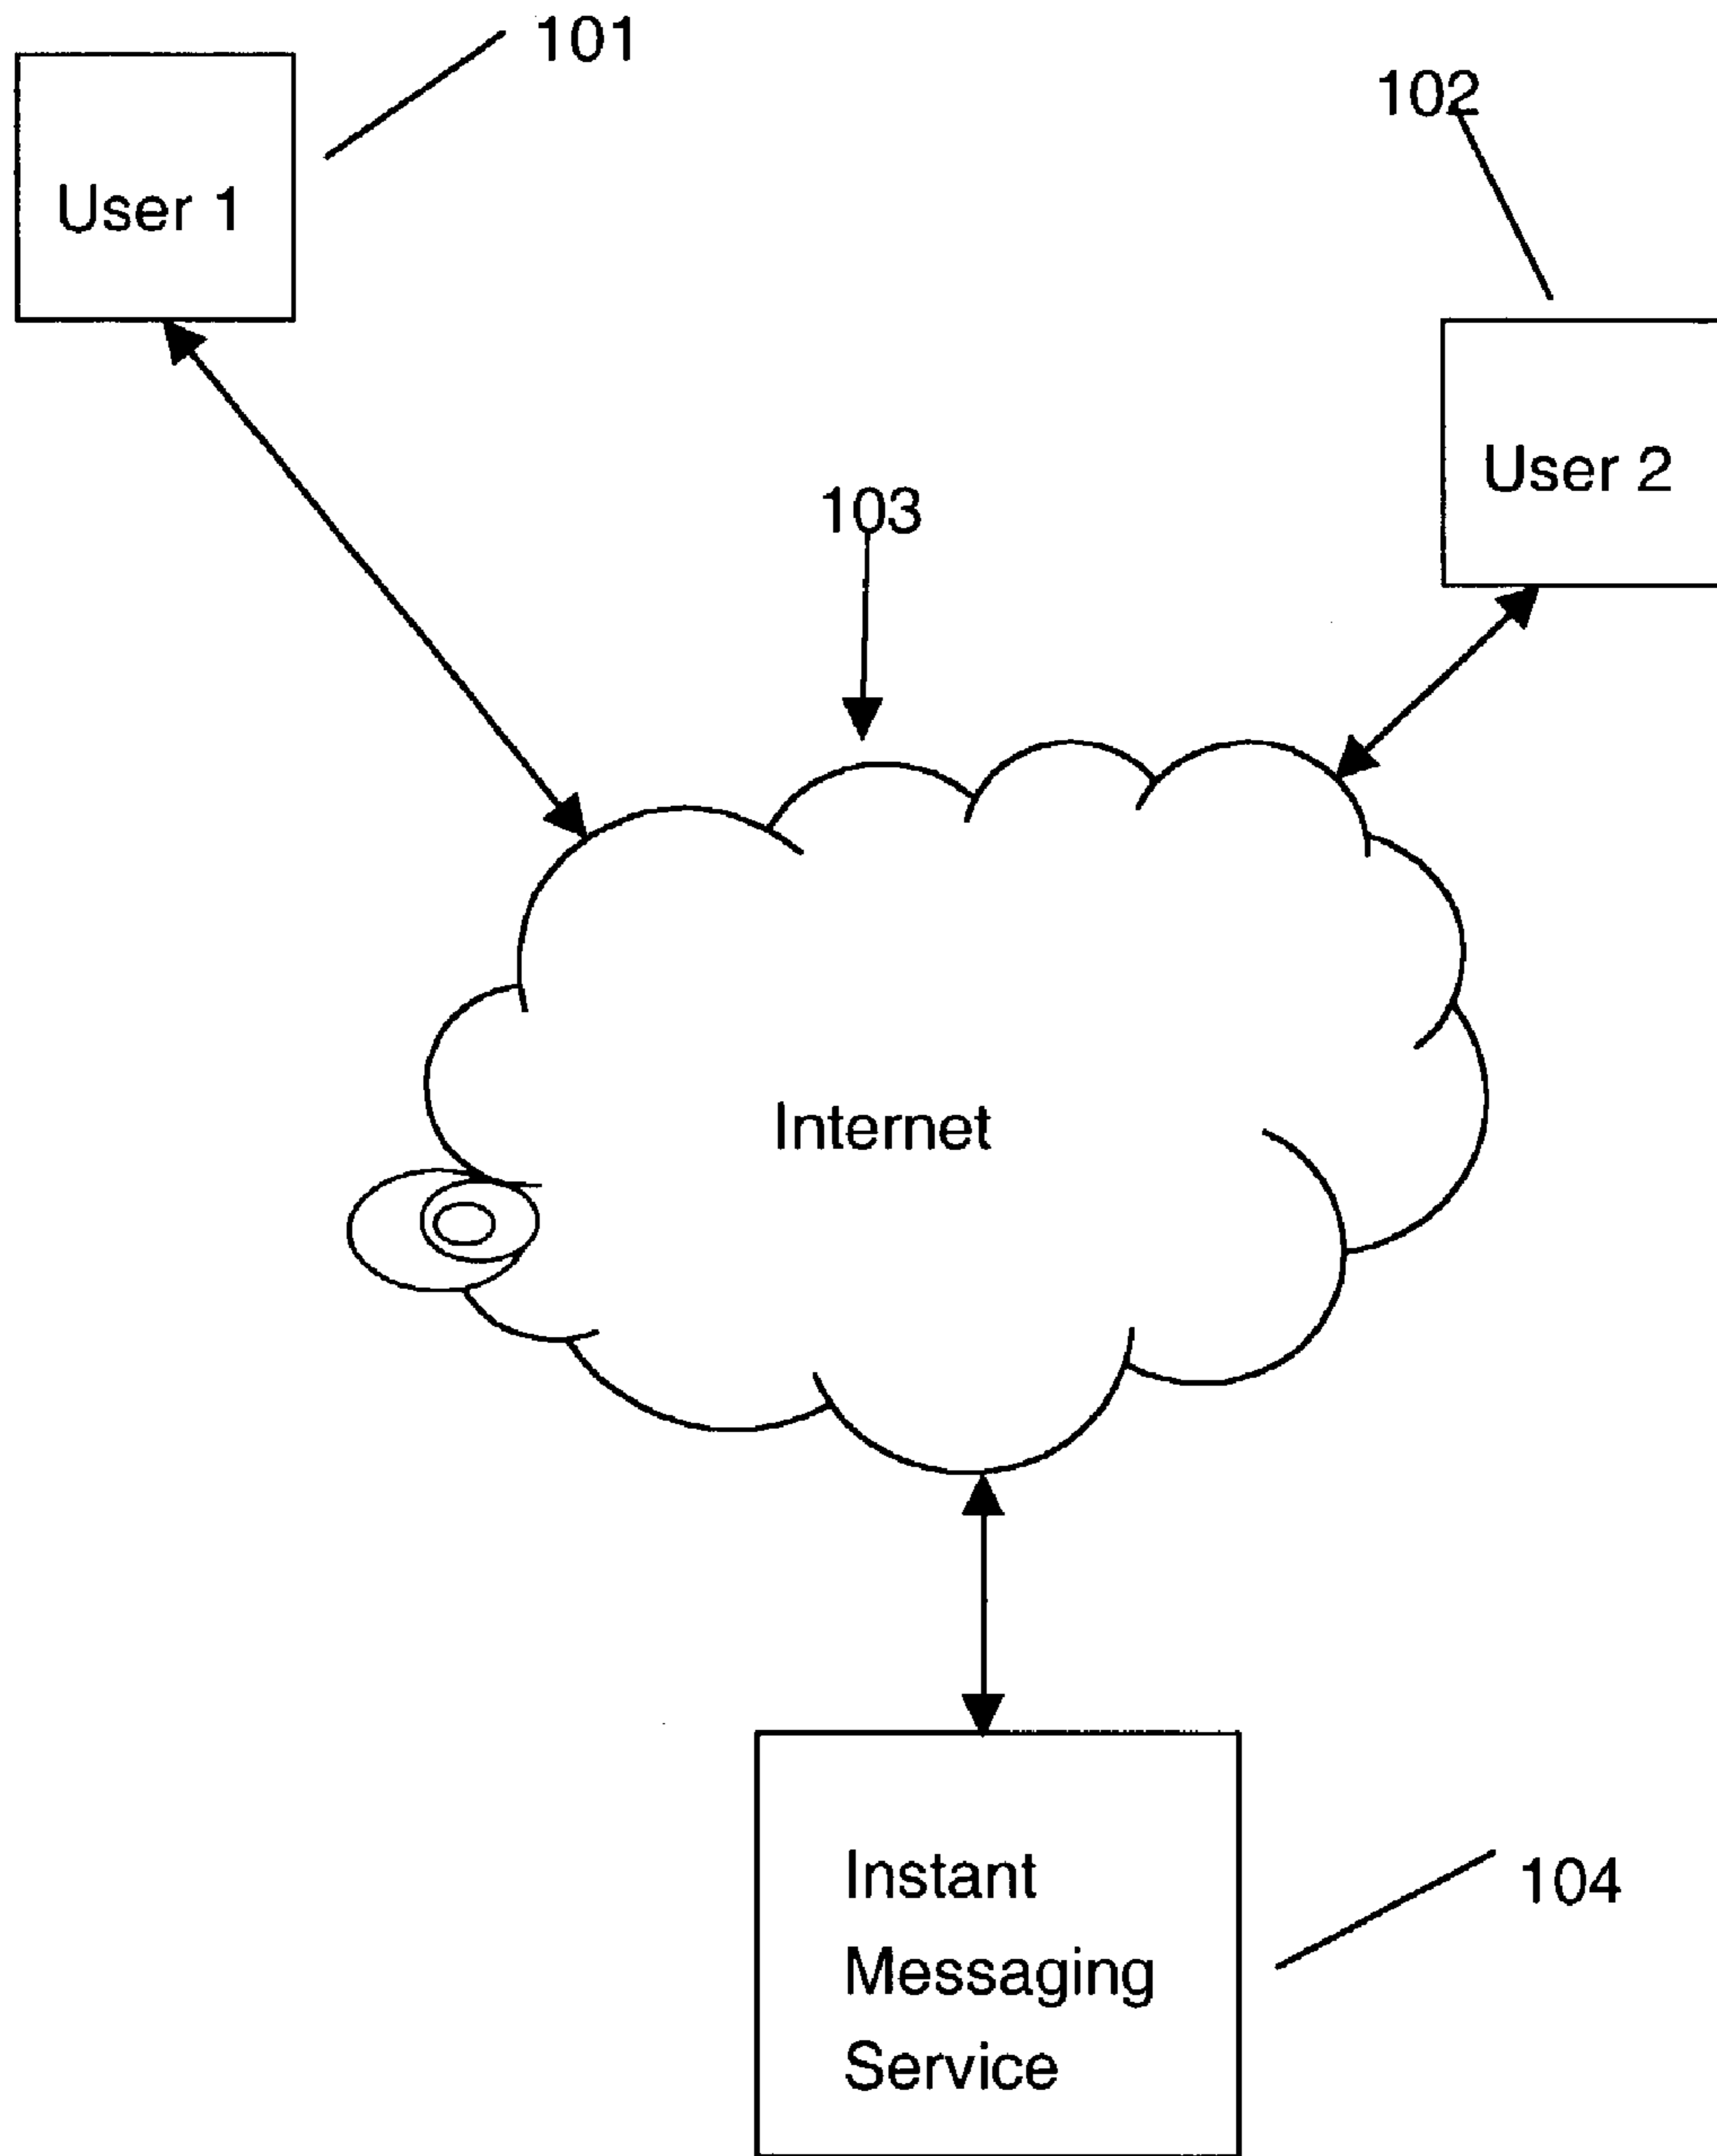 101
102
User 1
User 2
103
Internet
Instant
Messaging
Service
104